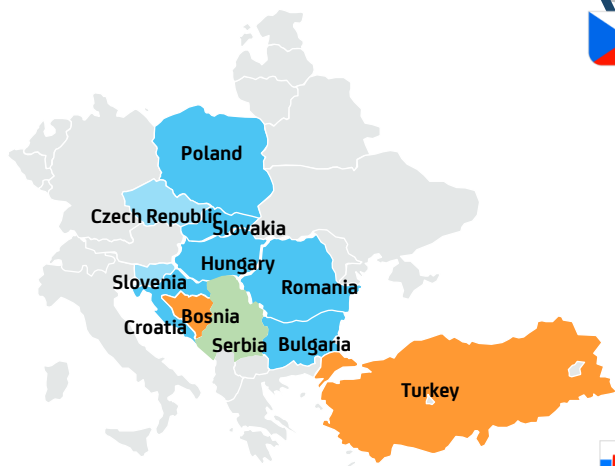 Poland
Czech Republic
Slovakia
Hungary
Slovenia
Romania
Bosnia
Croatia
Serbia
Bulgaria
Turkey